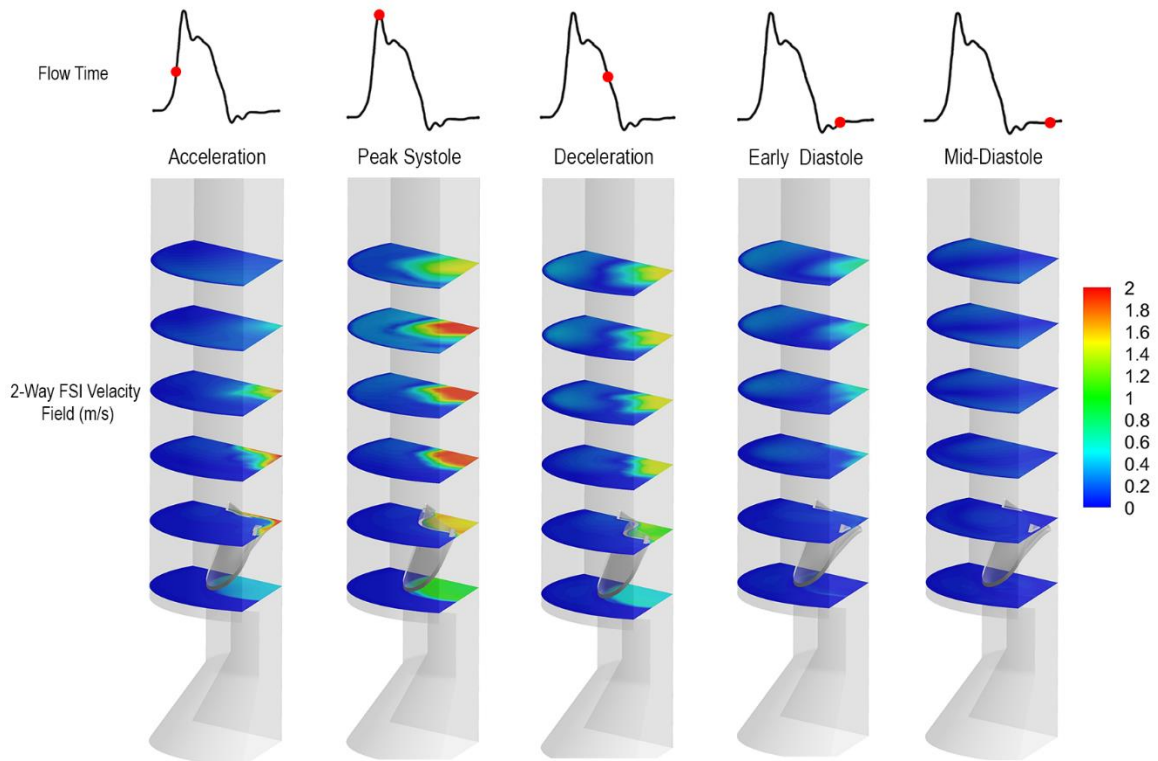 Flow Time
Acceleration
Peak Systole
Deceleration
Early Diastole
Mid-Diastole
2-Way FSI Velacity
Field (m/s)
2
1.8
1.6
1.4
1.2
1
0.8
0.6
0.4
0.2
0